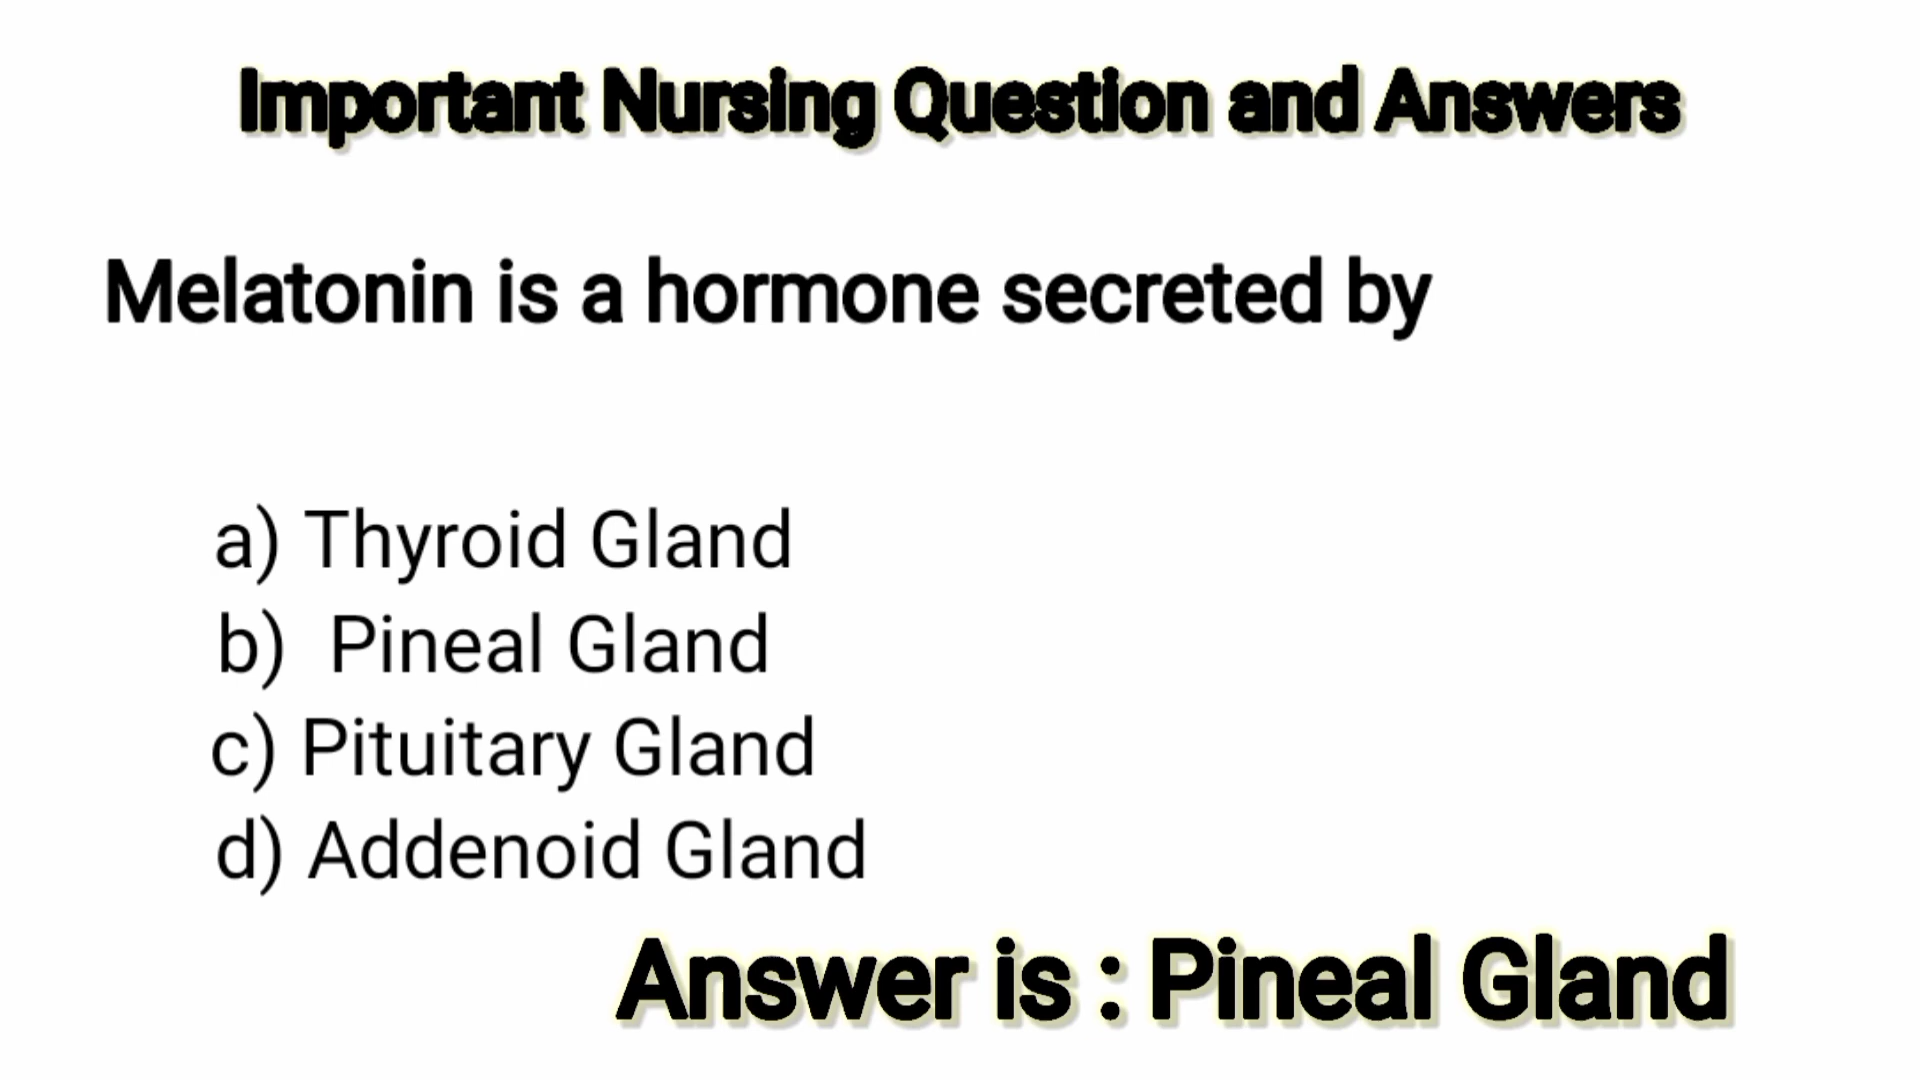 Important Nursing Question and Answers
Melatonin is a hormone secreted by
a) Thyroid Gland
b) Pineal Gland
c) Pituitary Gland
d) Addenoid Gland
Answer is : Pineal Gland